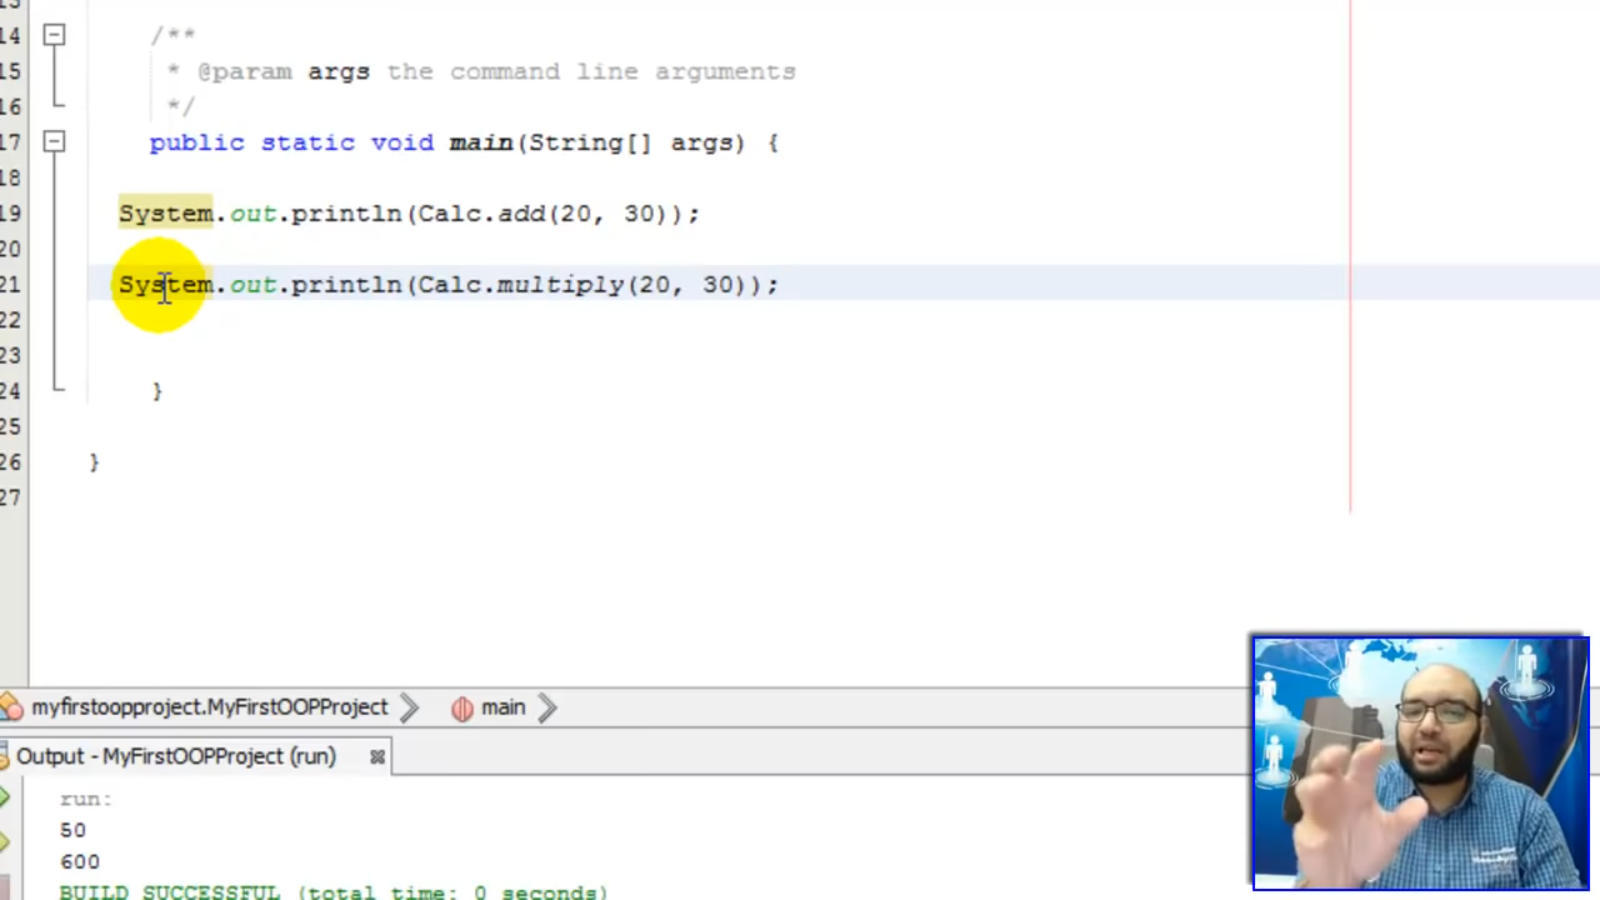 14 /**
15 * @param args the command line arguments
16 */
17 public static void main(String[] args) {
18
19 System.out.println(Calc.add(20, 30));
20
21 System.out.println(Calc.multiply(20, 30));
22
23
24 }
25
26 }
27
myfirstoopproject.MyFirstOOPProject main
Output - MyFirstOOPProject (run)
run:
50
600
BUILD SUCCESSFUL (total time: 0 seconds)